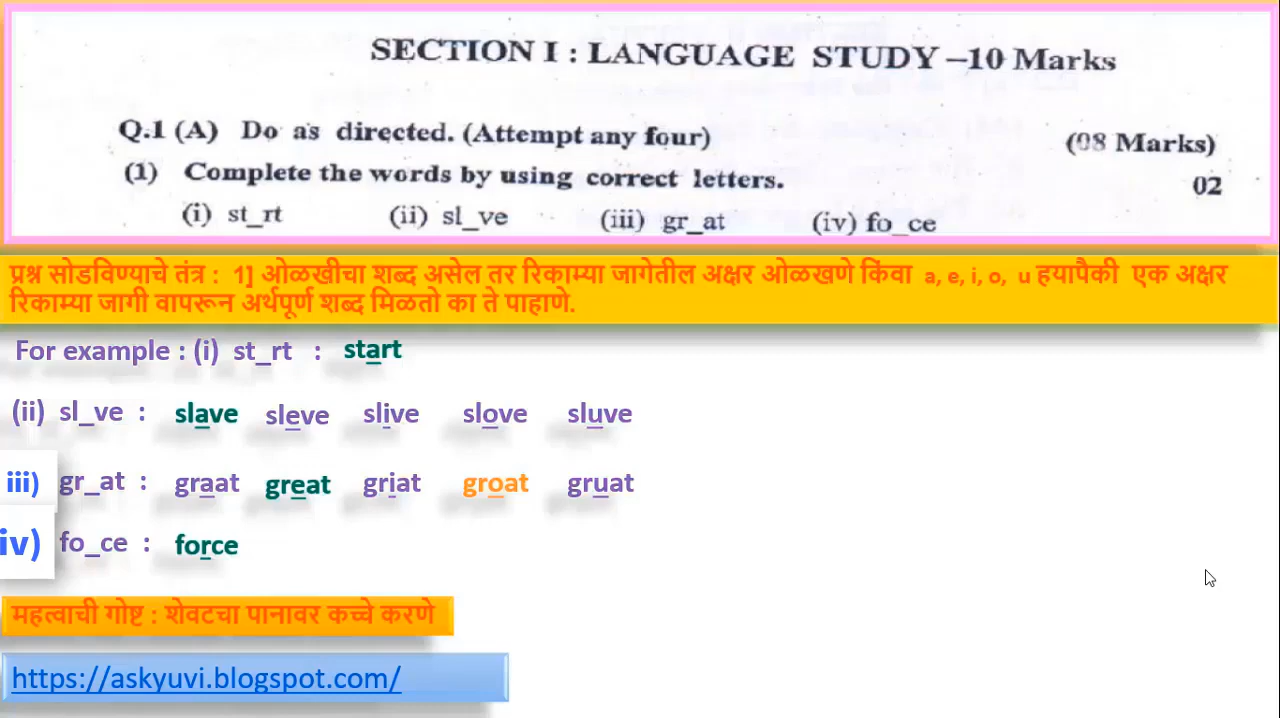 SECTION I : LANGUAGE STUDY –10 Marks
Q.1 (A) Do as directed. (Attempt any four) (08 Marks)
(1) Complete the words by using correct letters. 02
(i) st_rt (ii) sl_ve (iii) gr_at (iv) fo_ce
प्रश्न सोडविण्याचे तंत्र : 1] ओळखीचा शब्द असेल तर रिकाम्या जागेतील अक्षर ओळखणे किंवा a, e, i, o, u हयापैकी एक अक्षर
रिकाम्या जागी वापरून अर्थपूर्ण शब्द मिळतो का ते पाहाणे.
For example : (i) st_rt : start
(ii) sl_ve : slave sleve slive slove sluve
iii) gr_at : graat great griat groat gruat
iv) fo_ce : force
महत्वाची गोष्ट : शेवटचा पानावर कच्चे करणे
https://askyuvi.blogspot.com/